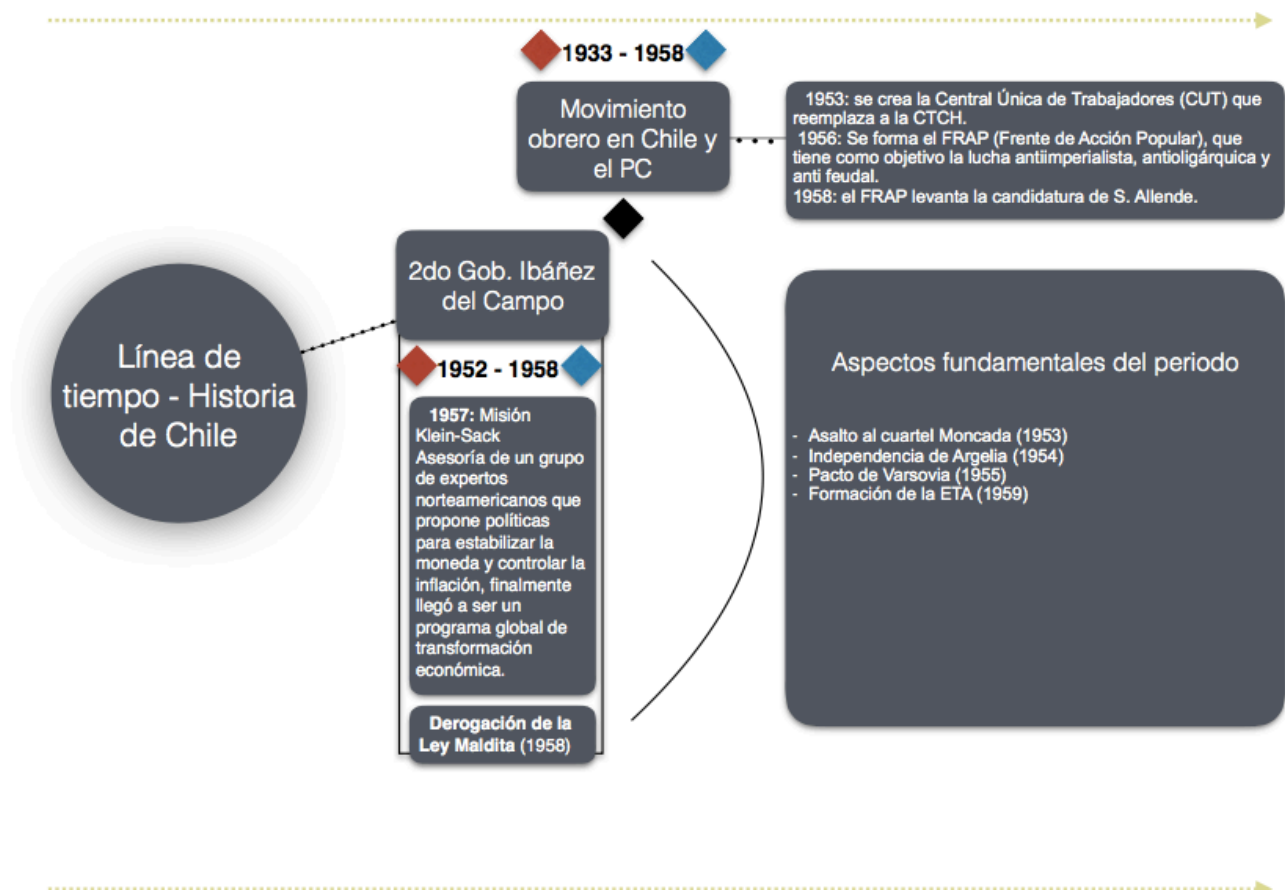 1933 - 1958
Movimiento
obrero en Chile y
el PC
1953: se crea la Central Única de Trabajadores (CUT) que
reemplaza a la CTCH.
1956: Se forma el FRAP (Frente de Acción Popular), que
tiene como objetivo la lucha antiimperialista, antioligárquica y
anti feudal.
1958: el FRAP levanta la candidatura de S. Allende.
Línea de
tiempo - Historia
de Chile
2do Gob. Ibáñez
del Campo
1952 - 1958
1957: Misión
Klein-Sack
Asesoría de un grupo
de expertos
norteamericanos que
propone políticas
para estabilizar la
moneda y controlar la
inflación, finalmente
llegó a ser un
programa global de
transformación
económica.
Derogación de la
Ley Maldita (1958)
Aspectos fundamentales del periodo
- Asalto al cuartel Moncada (1953)
- Independencia de Argelia (1954)
- Pacto de Varsovia (1955)
- Formación de la ETA (1959)